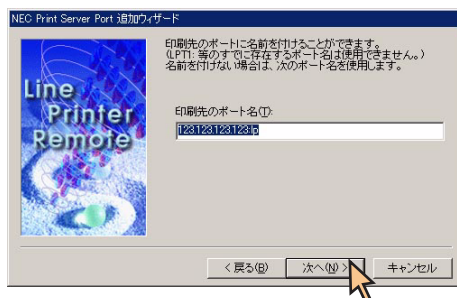 NEC Print Server Port 追加ウィザード
印刷先のポートに名前を付けることができます。
(LPT1: 等のすでに存在するポート名は使用できません。)
名前を付けない場合は、次のポート名を使用します。
Line
Printer
Remote
印刷先のポート名(T):
123.123.123.123:lp
< 戻る(B)
次へ(N) >
キャンセル